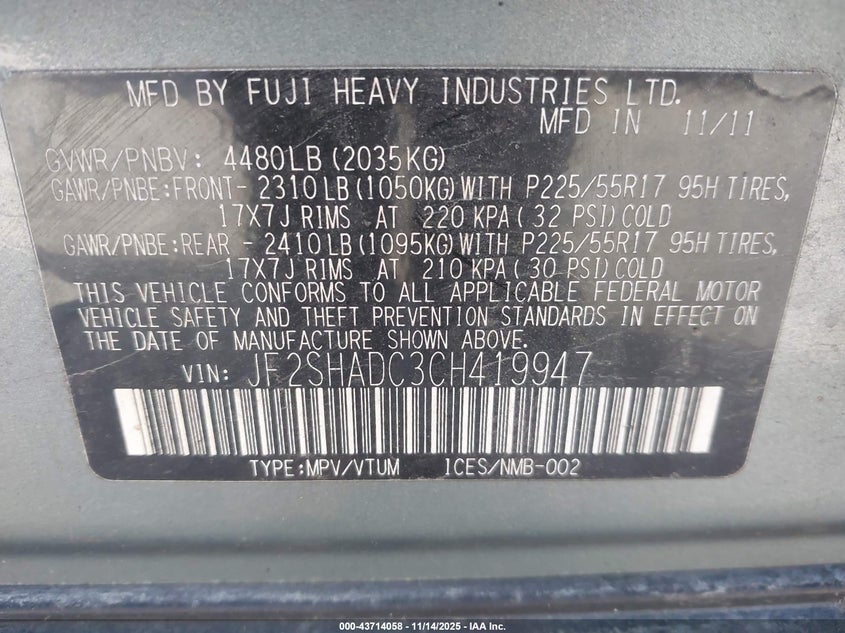 MFD BY FUJI HEAVY INDUSTRIES LTD.
MFD IN 11/11
GVWR/PNBV: 4480LB(2035KG)
GAWR/PNBE:FRONT- 2310LB(1050KG)WITH P225/55R17 95H TIRES,
17X7J RIMS AT 220 KPA(32 PSI)COLD
GAWR/PNBE:REAR - 2410LB(1095KG)WITH P225/55R17 95H TIRES,
17X7J RIMS AT 210 KPA(30 PSI)COLD
THIS VEHICLE CONFORMS TO ALL APPLICABLE FEDERAL MOTOR
VEHICLE SAFETY AND THEFT PREVENTION STANDARDS IN EFFECT ON
THE DATE OF MANUFACTURE SHOWN ABOVE.
VIN: JF2SHADC3CH419947
TYPE:MPV/VTUM ICES/NMB-002
000-43714058 - 11/14/2025 - IAA Inc.